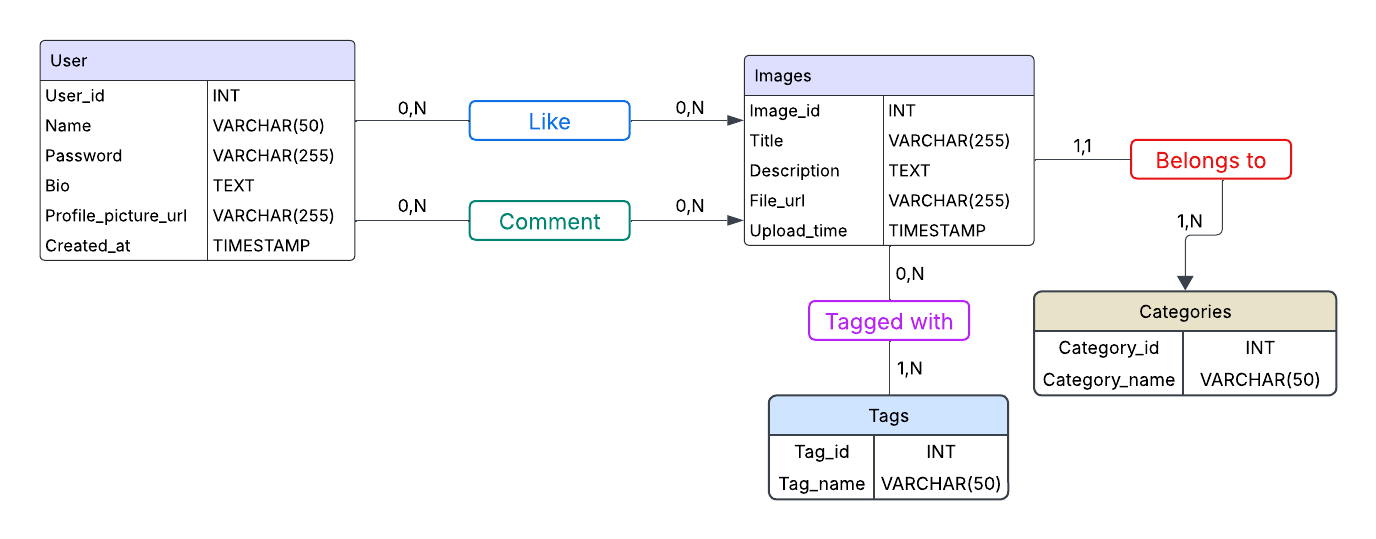 User
User_id INT
Name VARCHAR(50)
Password VARCHAR(255)
Bio TEXT
Profile_picture_url VARCHAR(255)
Created_at TIMESTAMP
0,N Like 0,N
0,N Comment 0,N
Images
Image_id INT
Title VARCHAR(255)
Description TEXT
File_url VARCHAR(255)
Upload_time TIMESTAMP
1,1 Belongs to
1,N
Categories
Category_id INT
Category_name VARCHAR(50)
0,N
Tagged with
1,N
Tags
Tag_id INT
Tag_name VARCHAR(50)